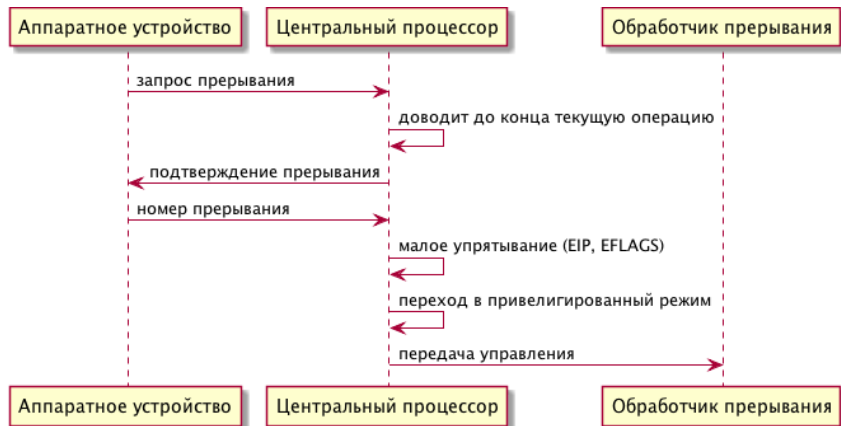 Аппаратное устройство
Центральный процессор
Обработчик прерывания
запрос прерывания
доводит до конца текущую операцию
подтверждение прерывания
номер прерывания
малое упрятывание (EIP, EFLAGS)
переход в привелигированный режим
передача управления
Аппаратное устройство
Центральный процессор
Обработчик прерывания